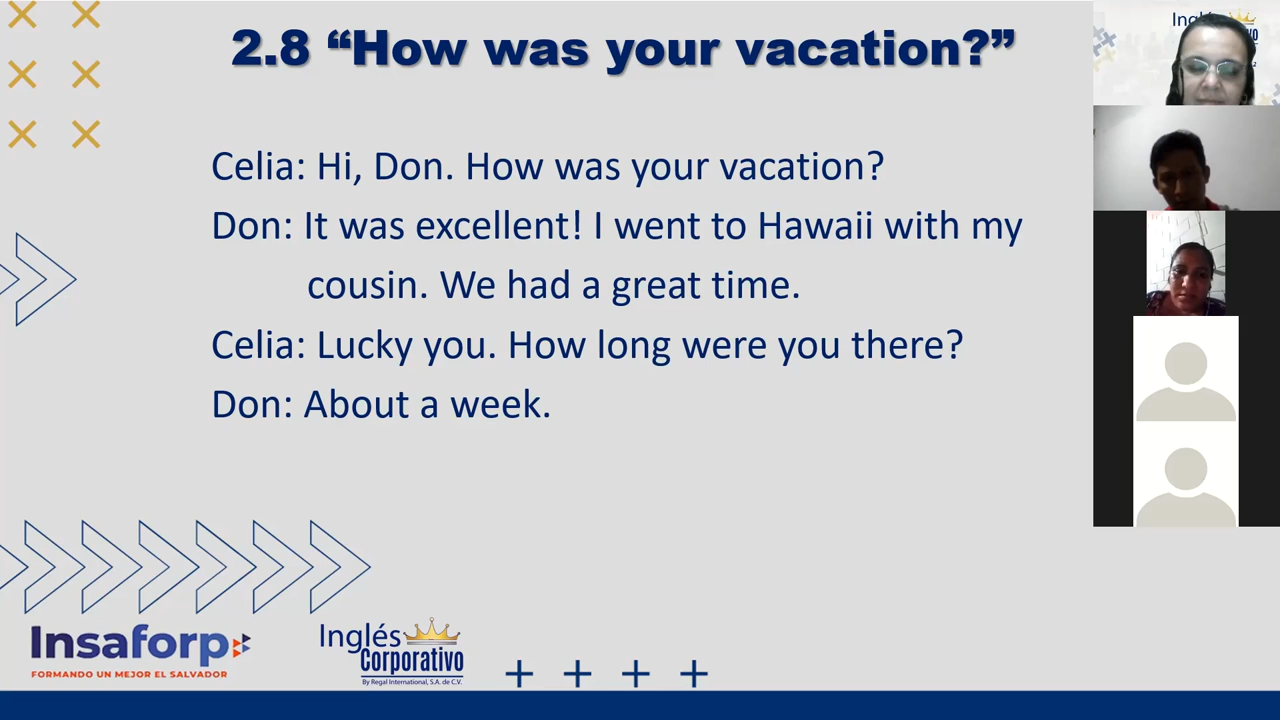 2.8 “How was your vacation?”
Celia: Hi, Don. How was your vacation?
Don: It was excellent! I went to Hawaii with my
cousin. We had a great time.
Celia: Lucky you. How long were you there?
Don: About a week.
Insaforp
FORMANDO UN MEJOR EL SALVADOR
Inglés
Corporativo
By Regal International, S.A. de C.V.